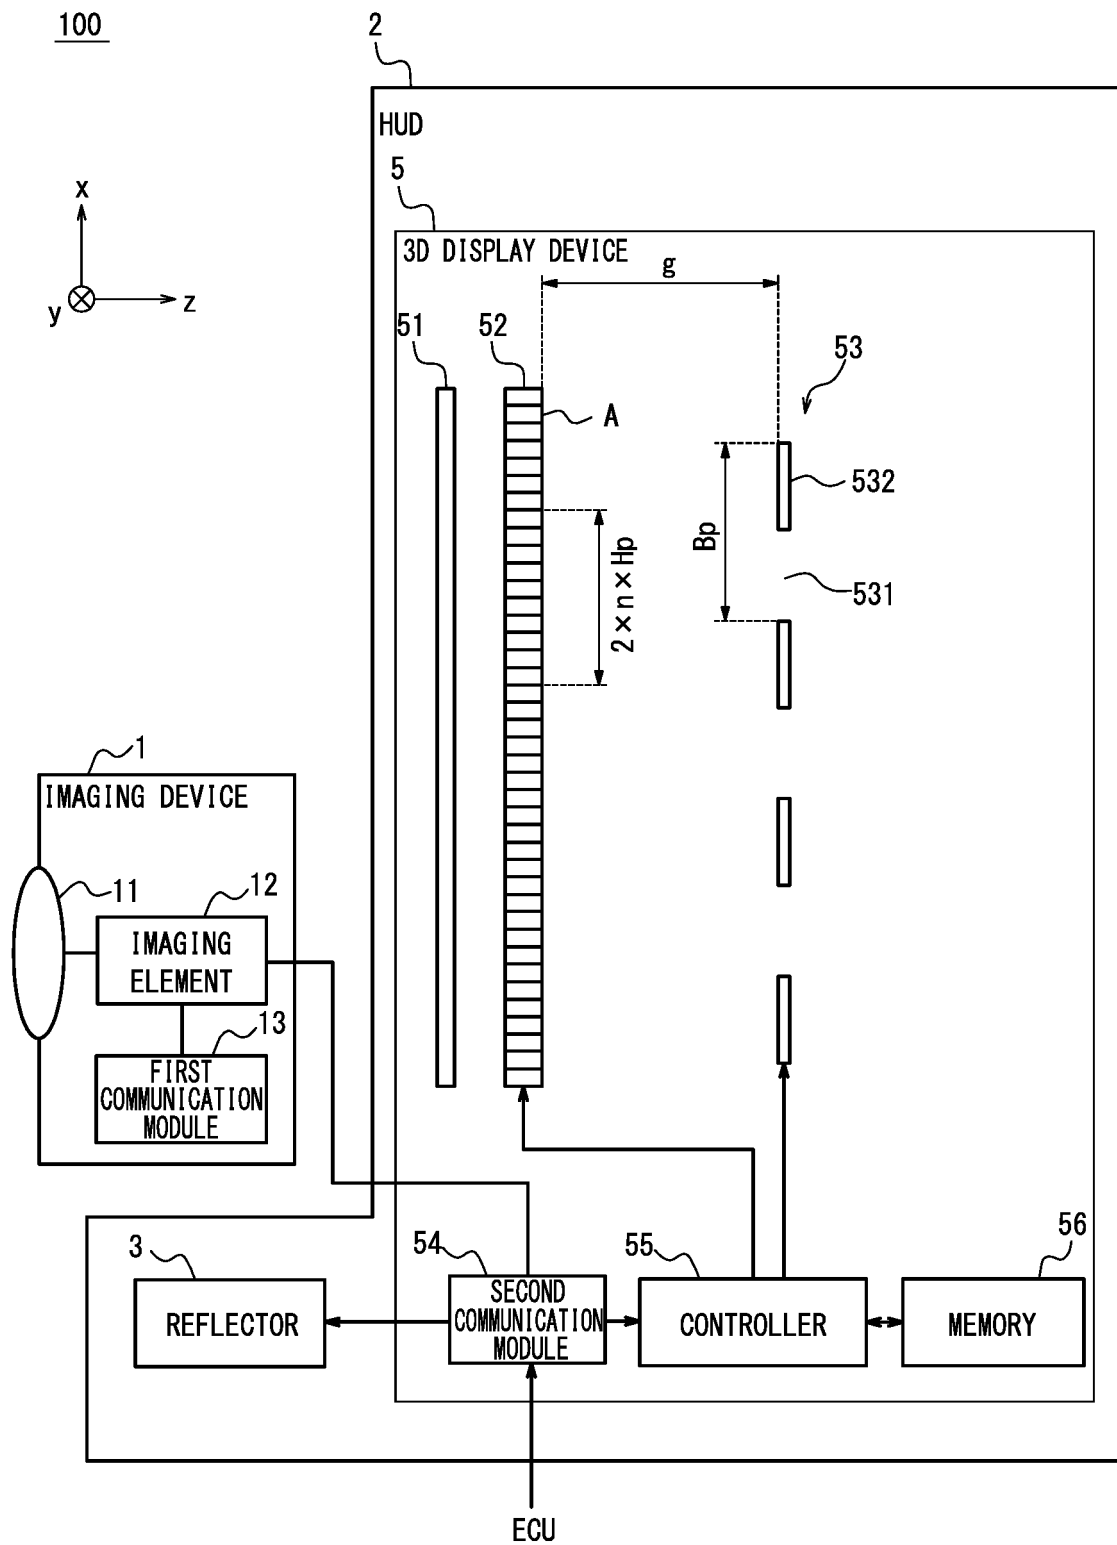 100
2
HUD
5
3D DISPLAY DEVICE
x
y
z
g
51
52
53
A
532
Bp
2×n×Hp
531
1
IMAGING DEVICE
11
12
IMAGING
ELEMENT
13
FIRST
COMMUNICATION
MODULE
3
REFLECTOR
54
SECOND
COMMUNICATION
MODULE
55
CONTROLLER
56
MEMORY
ECU